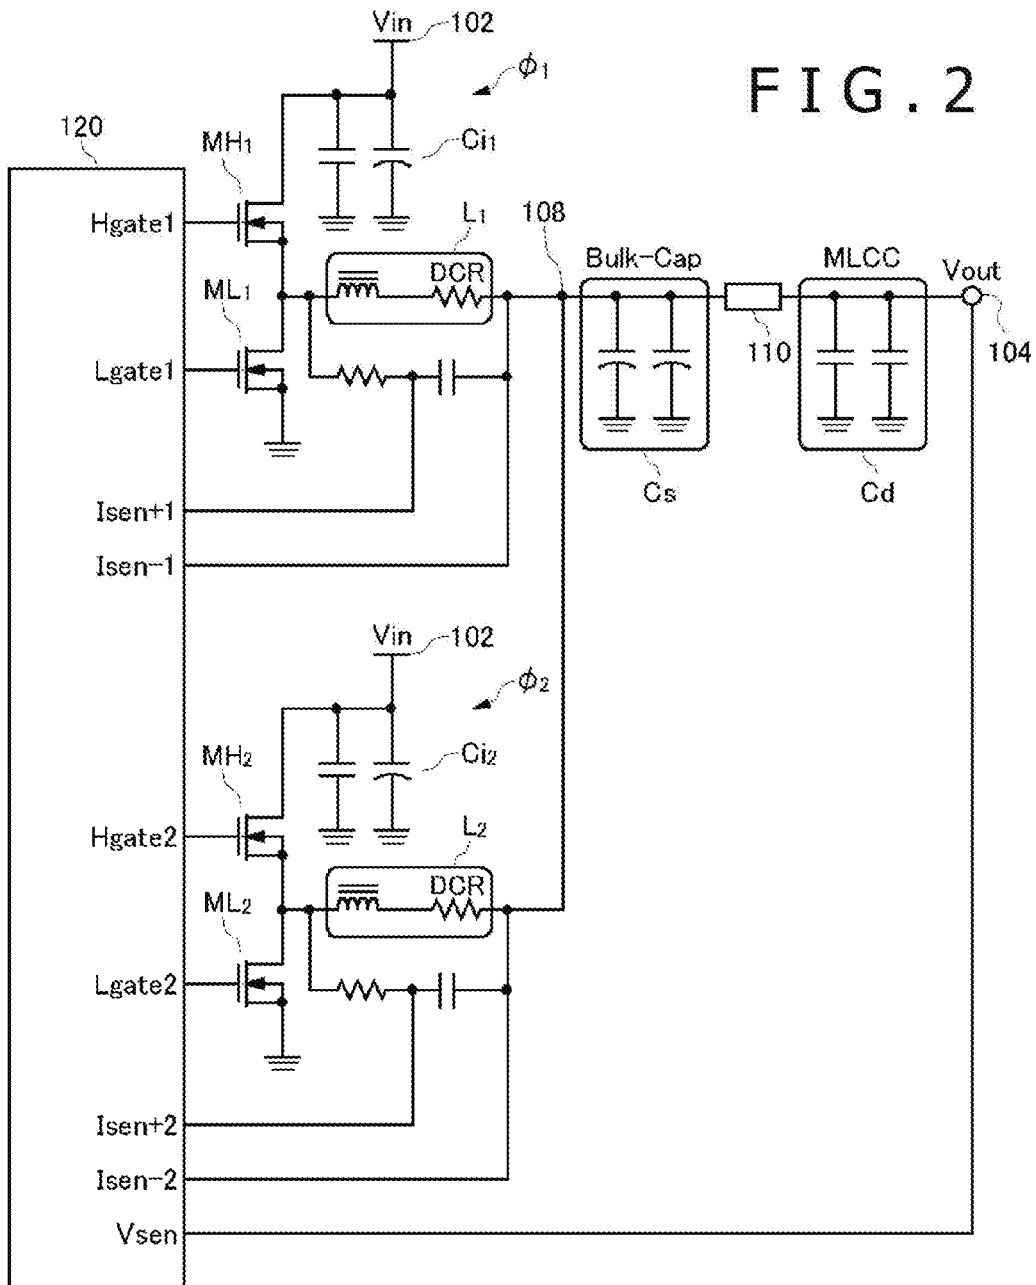 FIG. 2
Vin 102
ϕ1
120
MH1
Ci1
Hgate1
L1
108
DCR
Bulk-Cap
MLCC
Vout
ML1
110
104
Lgate1
Cs
Cd
Isen+1
Isen-1
Vin 102
ϕ2
MH2
Ci2
Hgate2
L2
DCR
ML2
Lgate2
Isen+2
Isen-2
Vsen